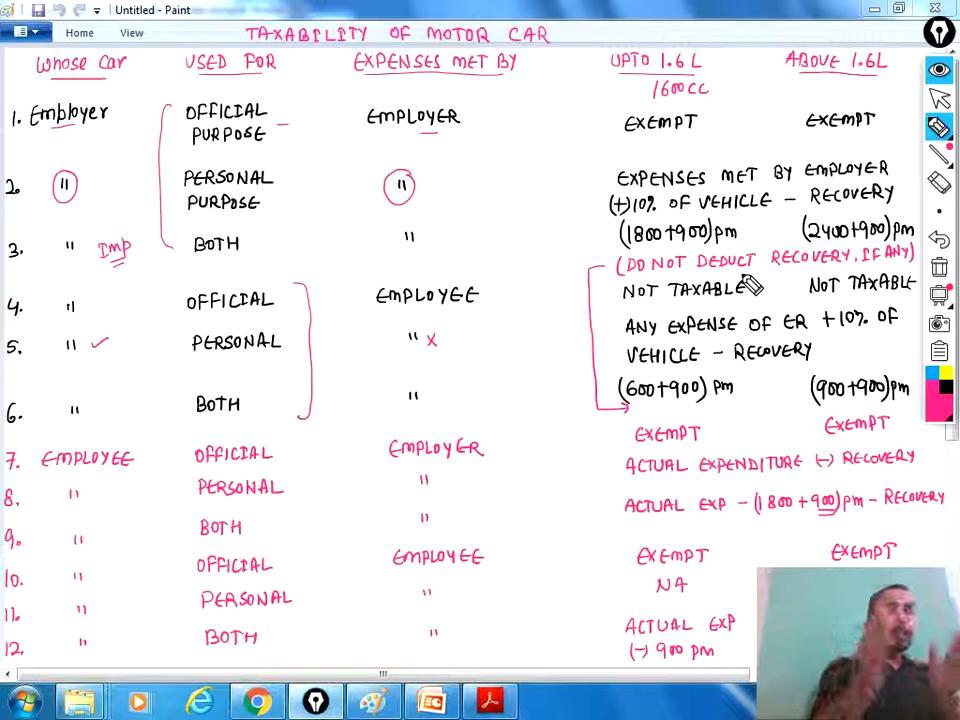 Untitled - Paint
Home View
TAXABILITY OF MOTOR CAR
Whose Car USED FOR EXPENSES MET BY UPTO 1.6L ABOVE 1.6L
1600CC
1. Employer OFFICIAL PURPOSE EMPLOYER EXEMPT EXEMPT
2. " PERSONAL PURPOSE " EXPENSES MET BY EMPLOYER
(+) 10% OF VEHICLE - RECOVERY
3. " Imp BOTH " (1800+900)pm (2400+900)pm
(DO NOT DEDUCT RECOVERY, IF ANY)
4. " OFFICIAL EMPLOYEE NOT TAXABLE NOT TAXABLE
5. " ✓ PERSONAL " X ANY EXPENSE OF ER +10% OF
VEHICLE - RECOVERY
6. " BOTH " (600+900) pm (900+900)pm
7. EMPLOYEE OFFICIAL EMPLOYER EXEMPT EXEMPT
8. " PERSONAL " ACTUAL EXPENDITURE (-) RECOVERY
9. " BOTH " ACTUAL EXP - (1800+900)pm - RECOVERY
10. " OFFICIAL EMPLOYEE EXEMPT EXEMPT
11. " PERSONAL " NA
12. " BOTH " ACTUAL EXP
(-) 900 pm